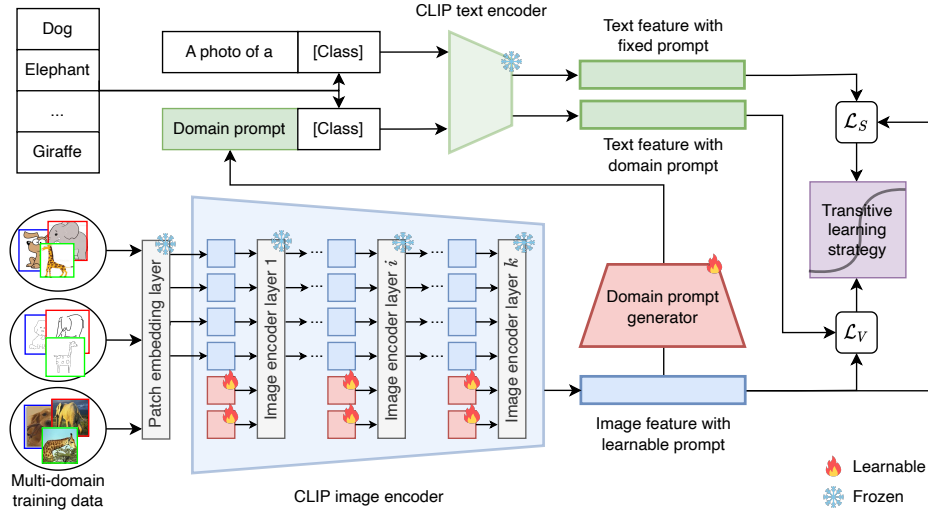 CLIP text encoder
Dog
Elephant
...
Giraffe
A photo of a
[Class]
Domain prompt
[Class]
Text feature with
fixed prompt
Text feature with
domain prompt
L_S
Transitive
learning
strategy
L_V
Patch embedding layer
Image encoder layer 1
...
...
...
...
Image encoder layer i
...
...
...
...
Image encoder layer k
Domain prompt
generator
Image feature with
learnable prompt
Multi-domain
training data
CLIP image encoder
Learnable
Frozen